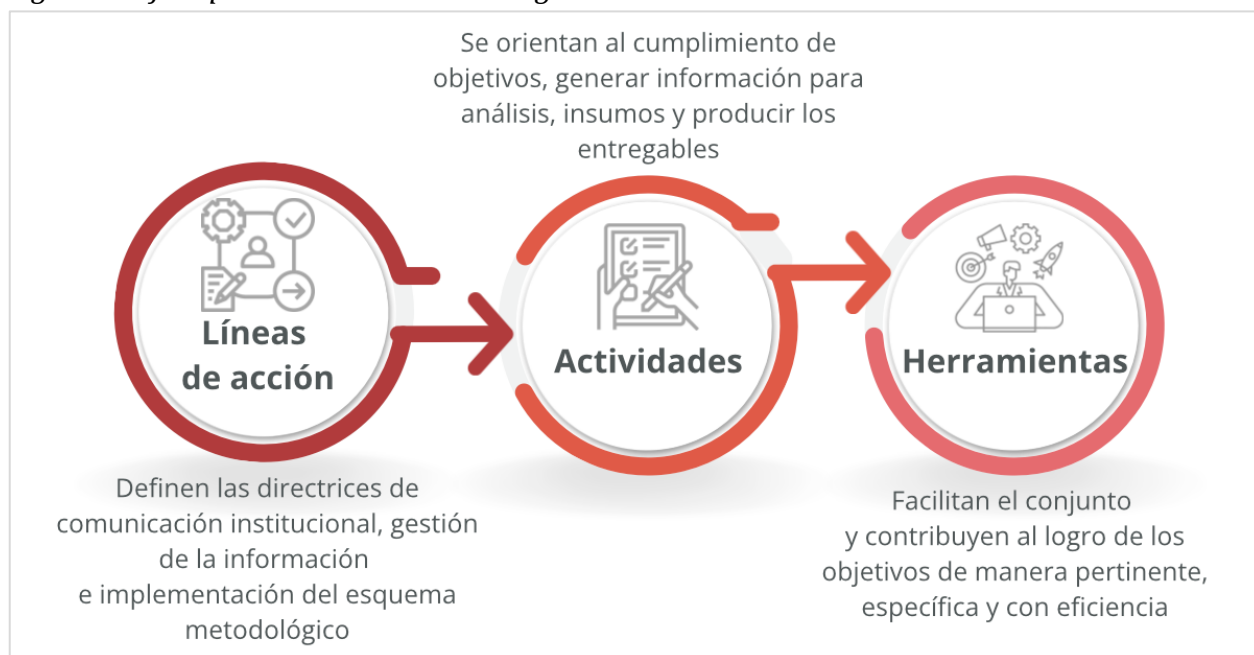 Se orientan al cumplimiento de
objetivos, generar información para
análisis, insumos y producir los
entregables
Líneas
de acción
Actividades
Herramientas
Definen las directrices de
comunicación institucional, gestión
de la información
e implementación del esquema
metodológico
Facilitan el conjunto
y contribuyen al logro de los
objetivos de manera pertinente,
específica y con eficiencia